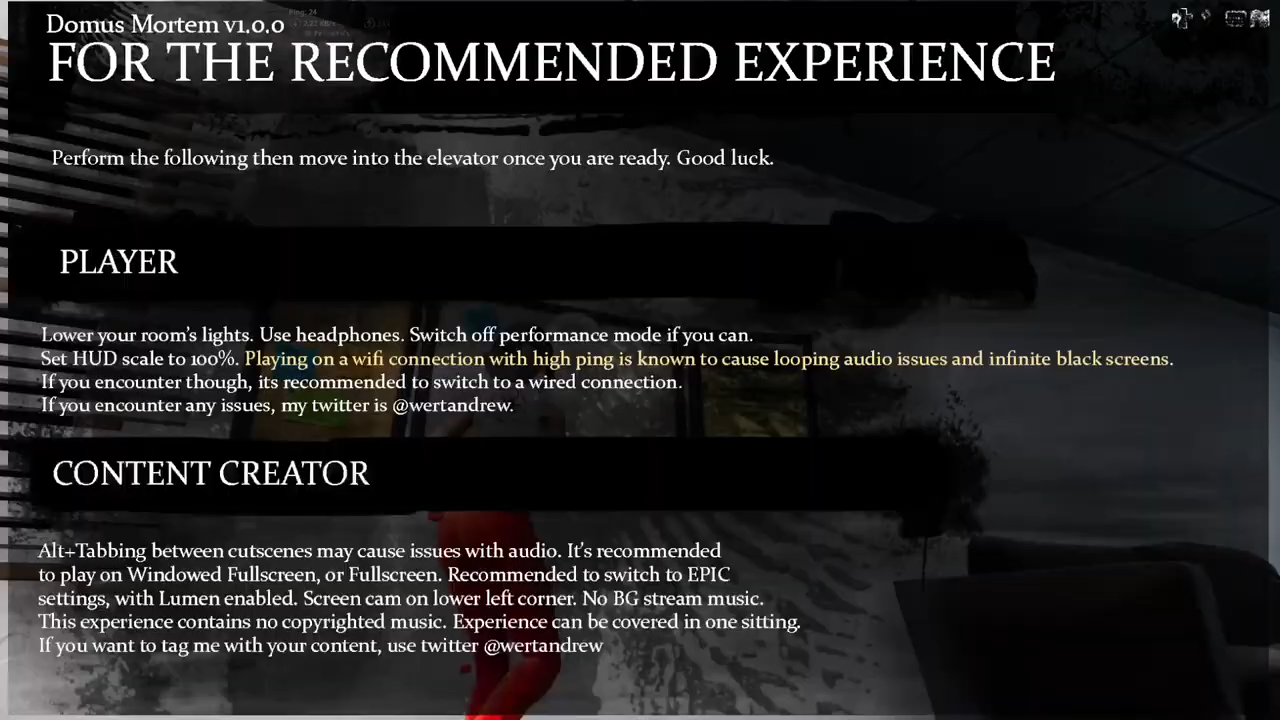 Domus Mortem v1.0.0
FOR THE RECOMMENDED EXPERIENCE
Perform the following then move into the elevator once you are ready. Good luck.
PLAYER
Lower your room's lights. Use headphones. Switch off performance mode if you can.
Set HUD scale to 100%. Playing on a wifi connection with high ping is known to cause looping audio issues and infinite black screens.
If you encounter though, its recommended to switch to a wired connection.
If you encounter any issues, my twitter is @wertandrew.
CONTENT CREATOR
Alt+Tabbing between cutscenes may cause issues with audio. It's recommended
to play on Windowed Fullscreen, or Fullscreen. Recommended to switch to EPIC
settings, with Lumen enabled. Screen cam on lower left corner. No BG stream music.
This experience contains no copyrighted music. Experience can be covered in one sitting.
If you want to tag me with your content, use twitter @wertandrew